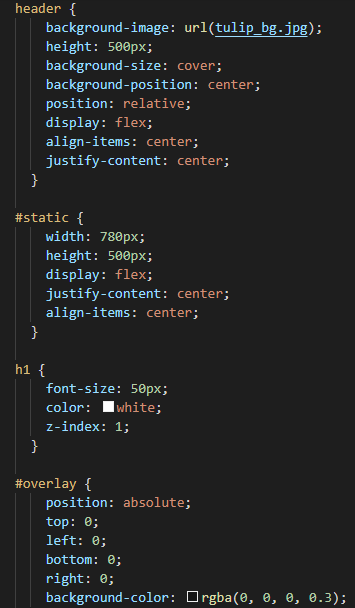 header {
background-image: url(tulip_bg.jpg);
height: 500px;
background-size: cover;
background-position: center;
position: relative;
display: flex;
align-items: center;
justify-content: center;
}
#static {
width: 780px;
height: 500px;
display: flex;
justify-content: center;
align-items: center;
}
h1 {
font-size: 50px;
color: white;
z-index: 1;
}
#overlay {
position: absolute;
top: 0;
left: 0;
bottom: 0;
right: 0;
background-color: rgba(0, 0, 0, 0.3);